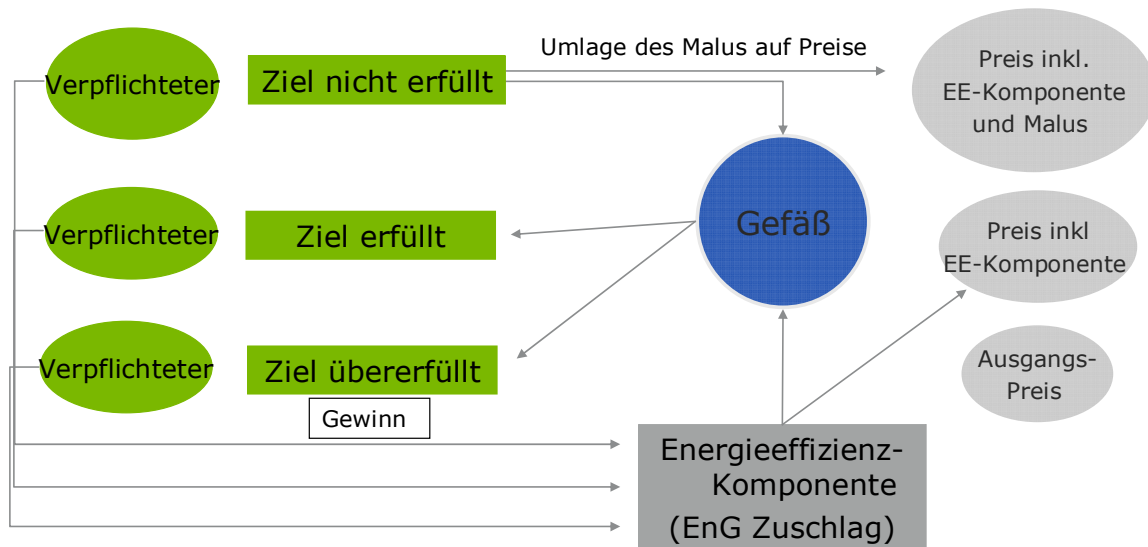 Umlage des Malus auf Preise
Verpflichteter
Ziel nicht erfüllt
Preis inkl.
EE-Komponente
und Malus
Verpflichteter
Ziel erfüllt
Gefäß
Preis inkl
EE-Komponente
Verpflichteter
Ziel übererfüllt
Gewinn
Ausgangs-
Preis
Energieeffizienz-
Komponente
(EnG Zuschlag)